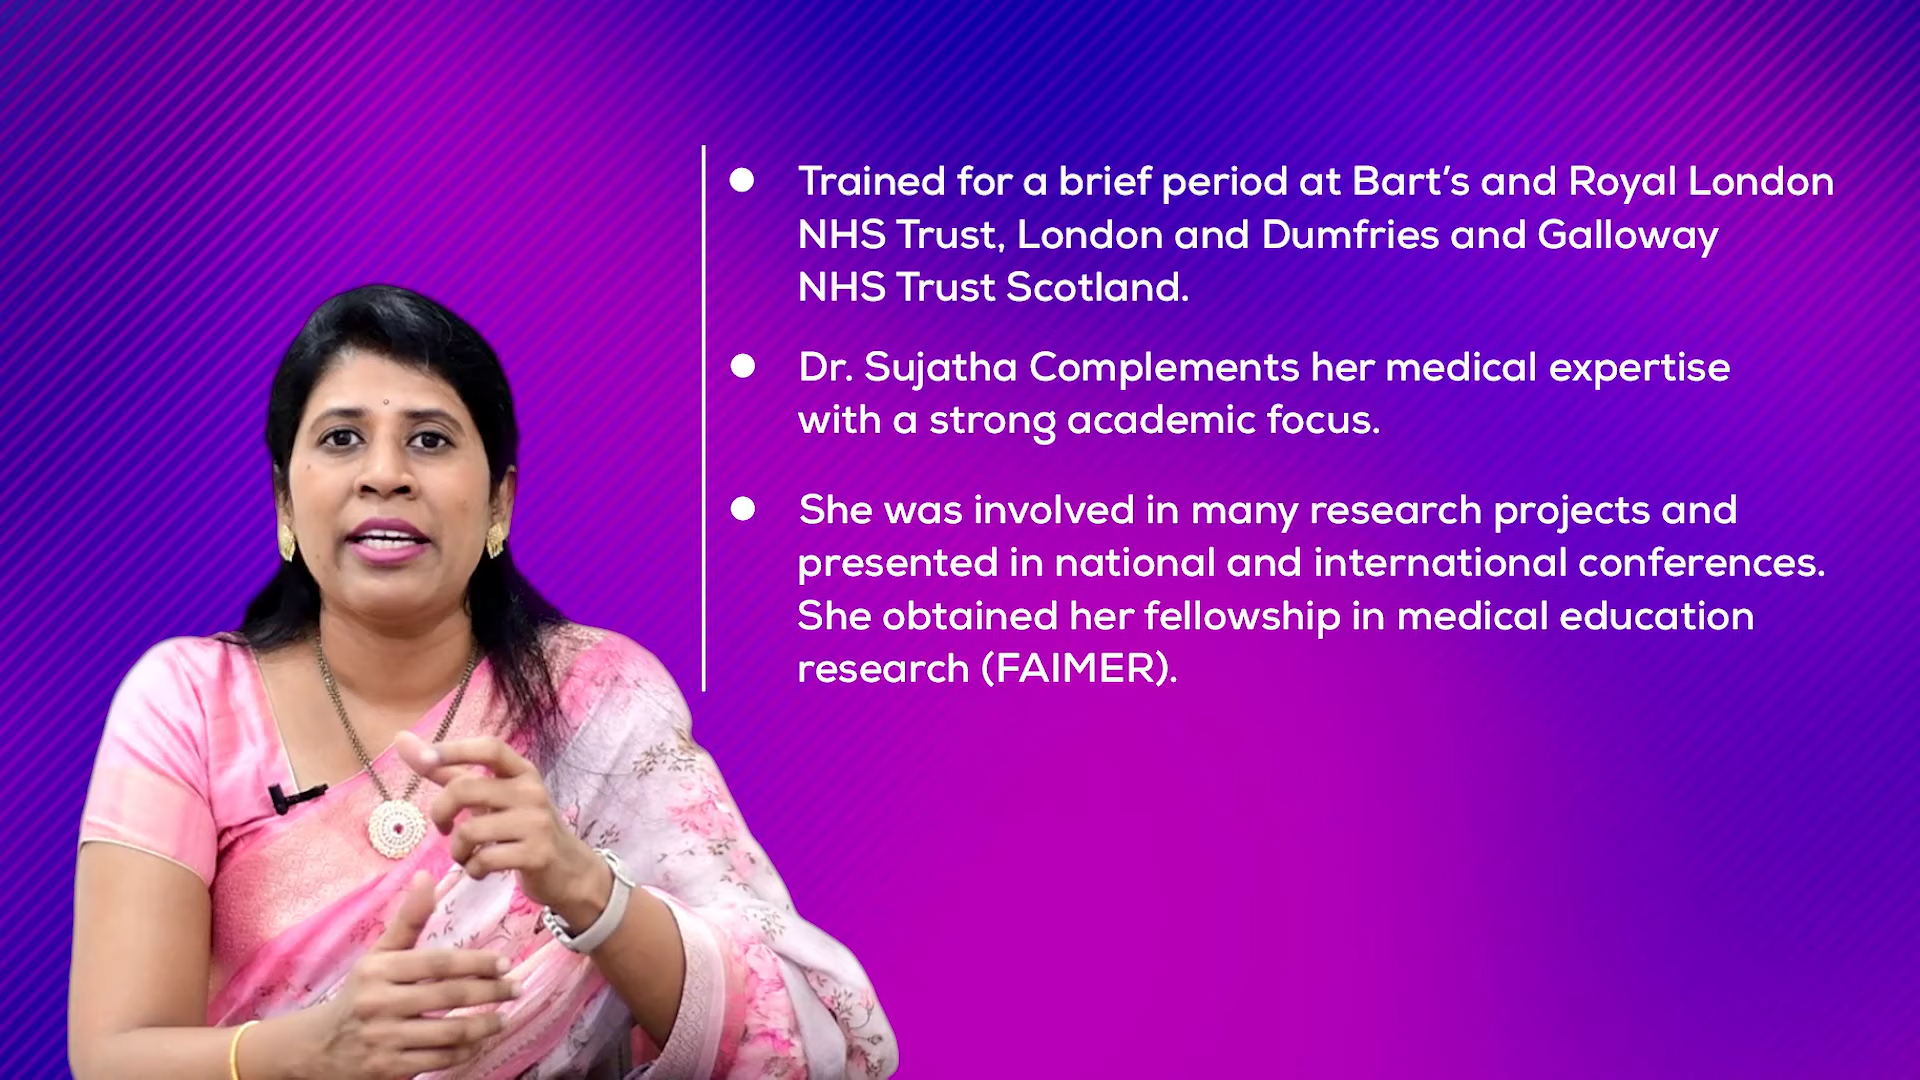 Trained for a brief period at Bart’s and Royal London
NHS Trust, London and Dumfries and Galloway
NHS Trust Scotland.
Dr. Sujatha Complements her medical expertise
with a strong academic focus.
She was involved in many research projects and
presented in national and international conferences.
She obtained her fellowship in medical education
research (FAIMER).